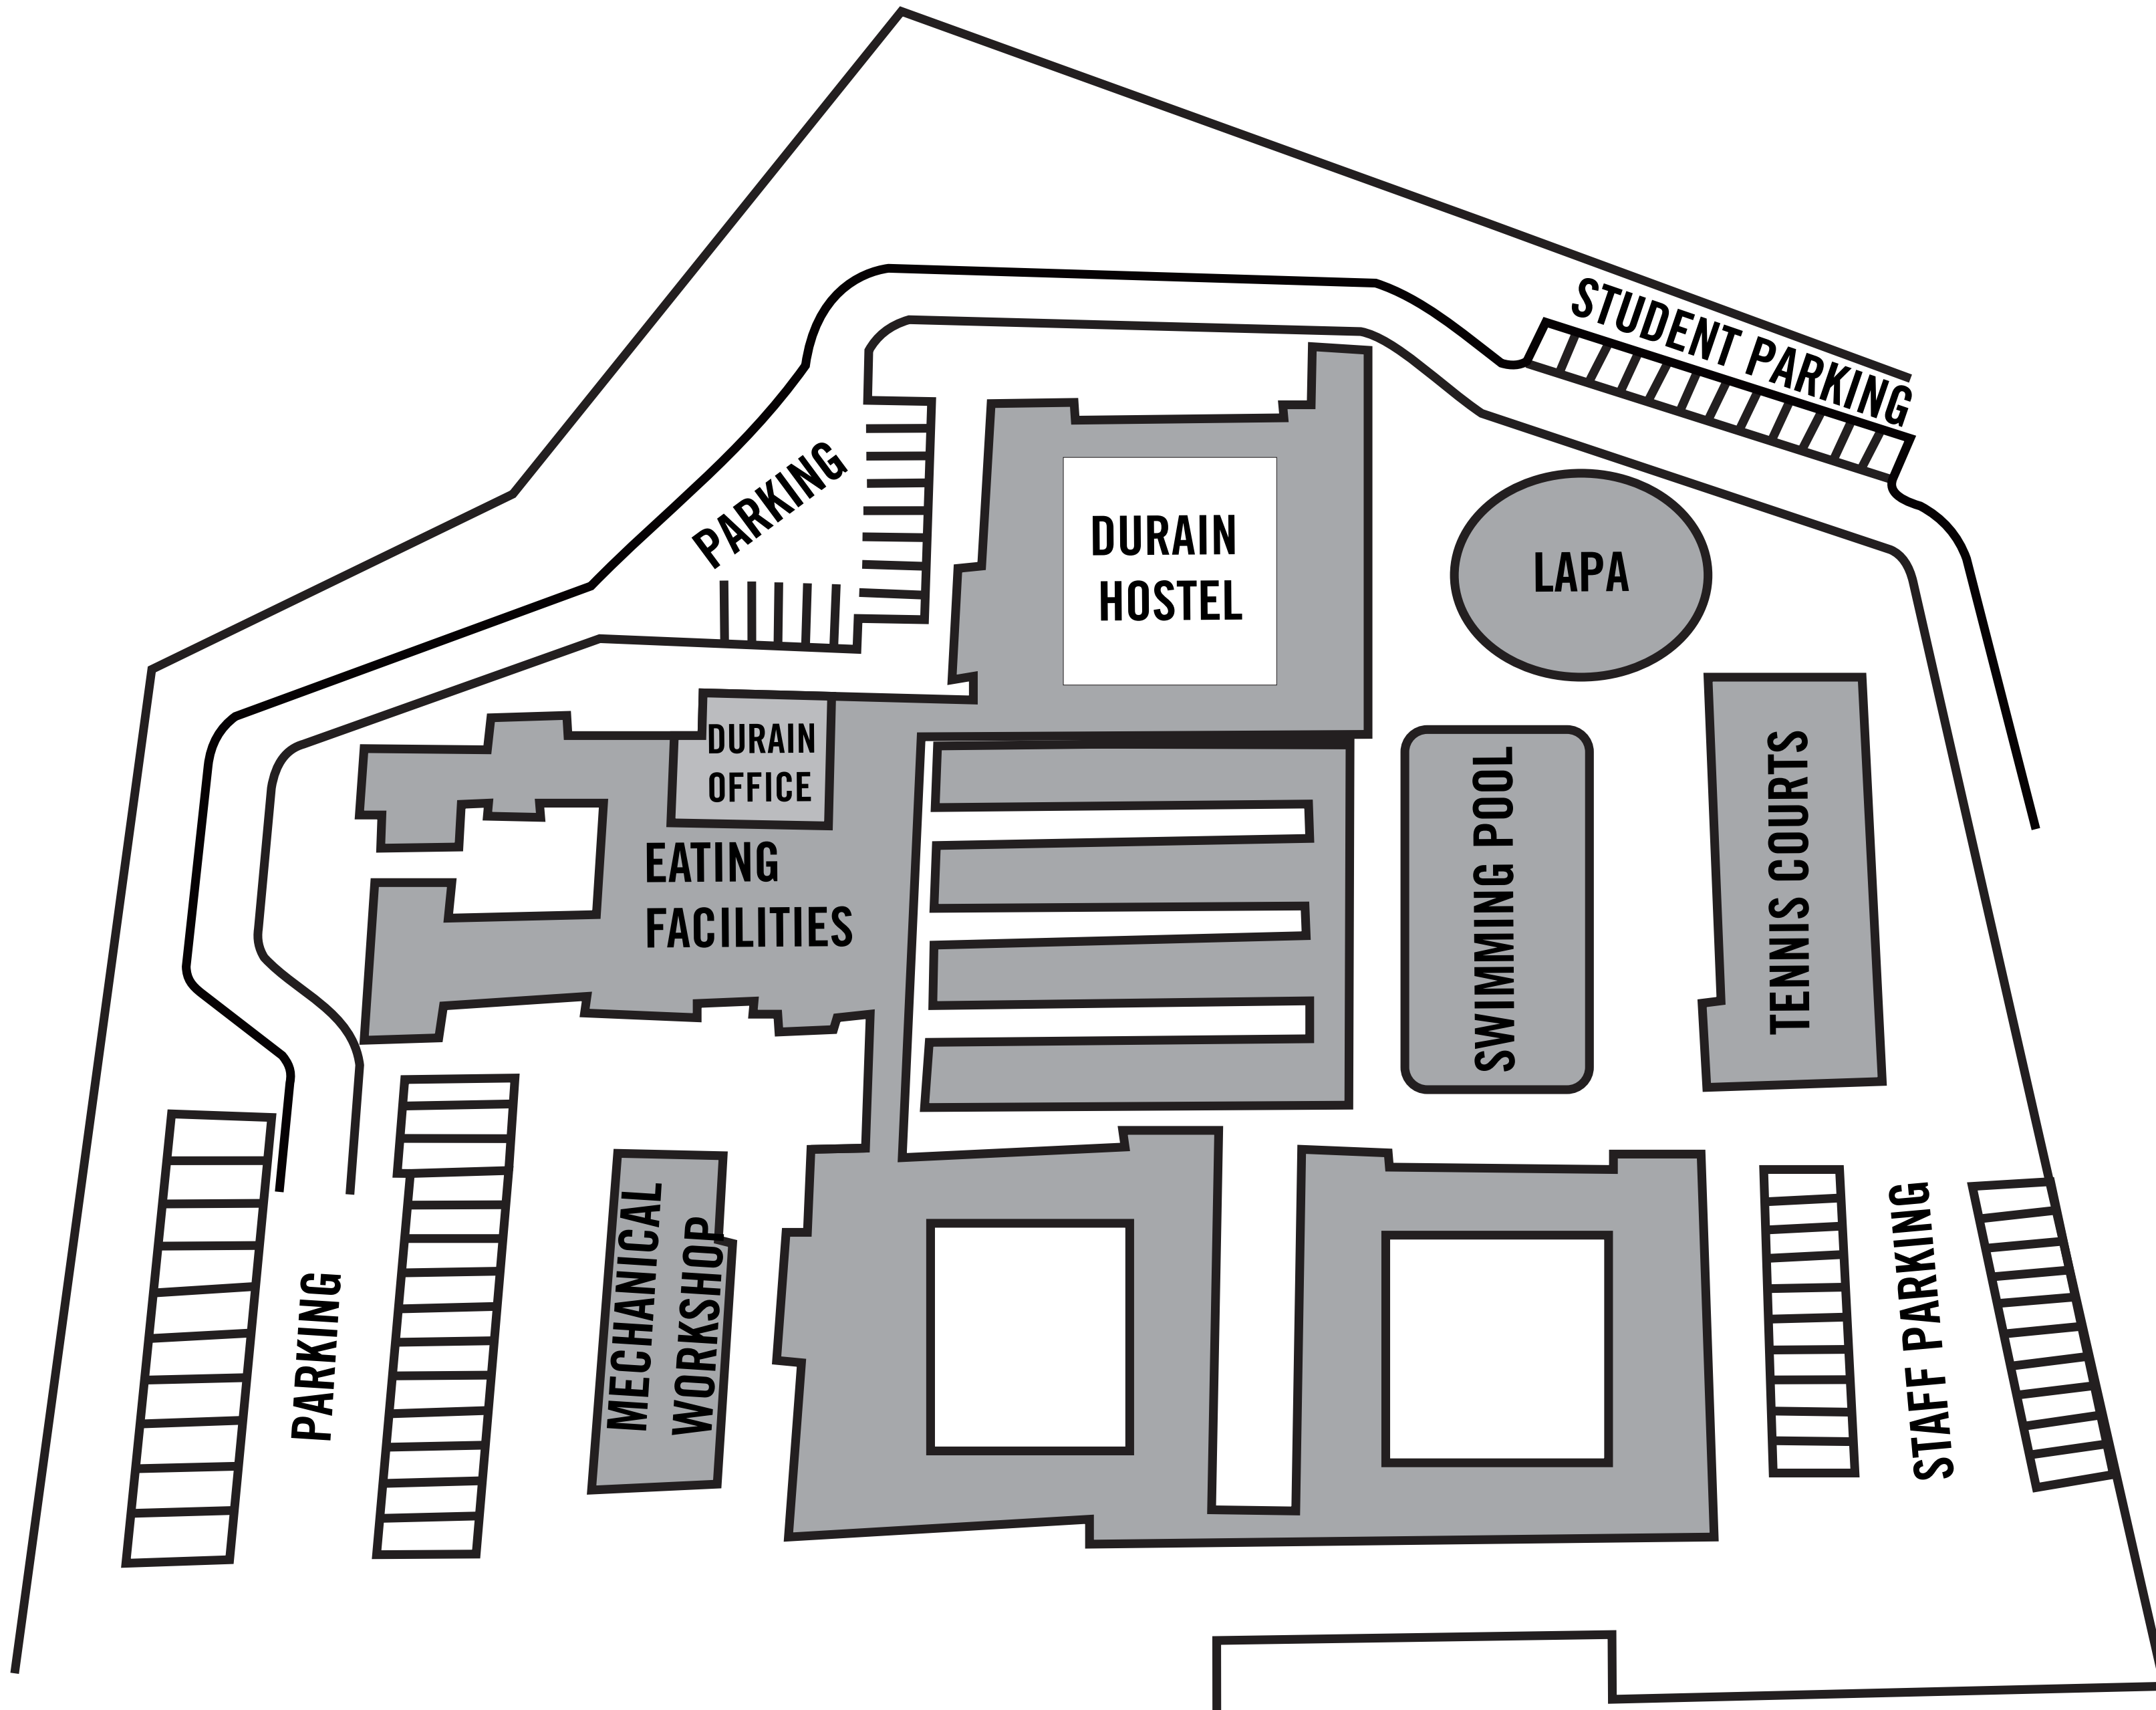 STUDENT PARKING
PARKING
DURAIN
HOSTEL
LAPA
DURAIN
OFFICE
EATING
FACILITIES
SWIMMING POOL
TENNIS COURTS
PARKING
MECHANICAL
WORKSHOP
STAFF PARKING